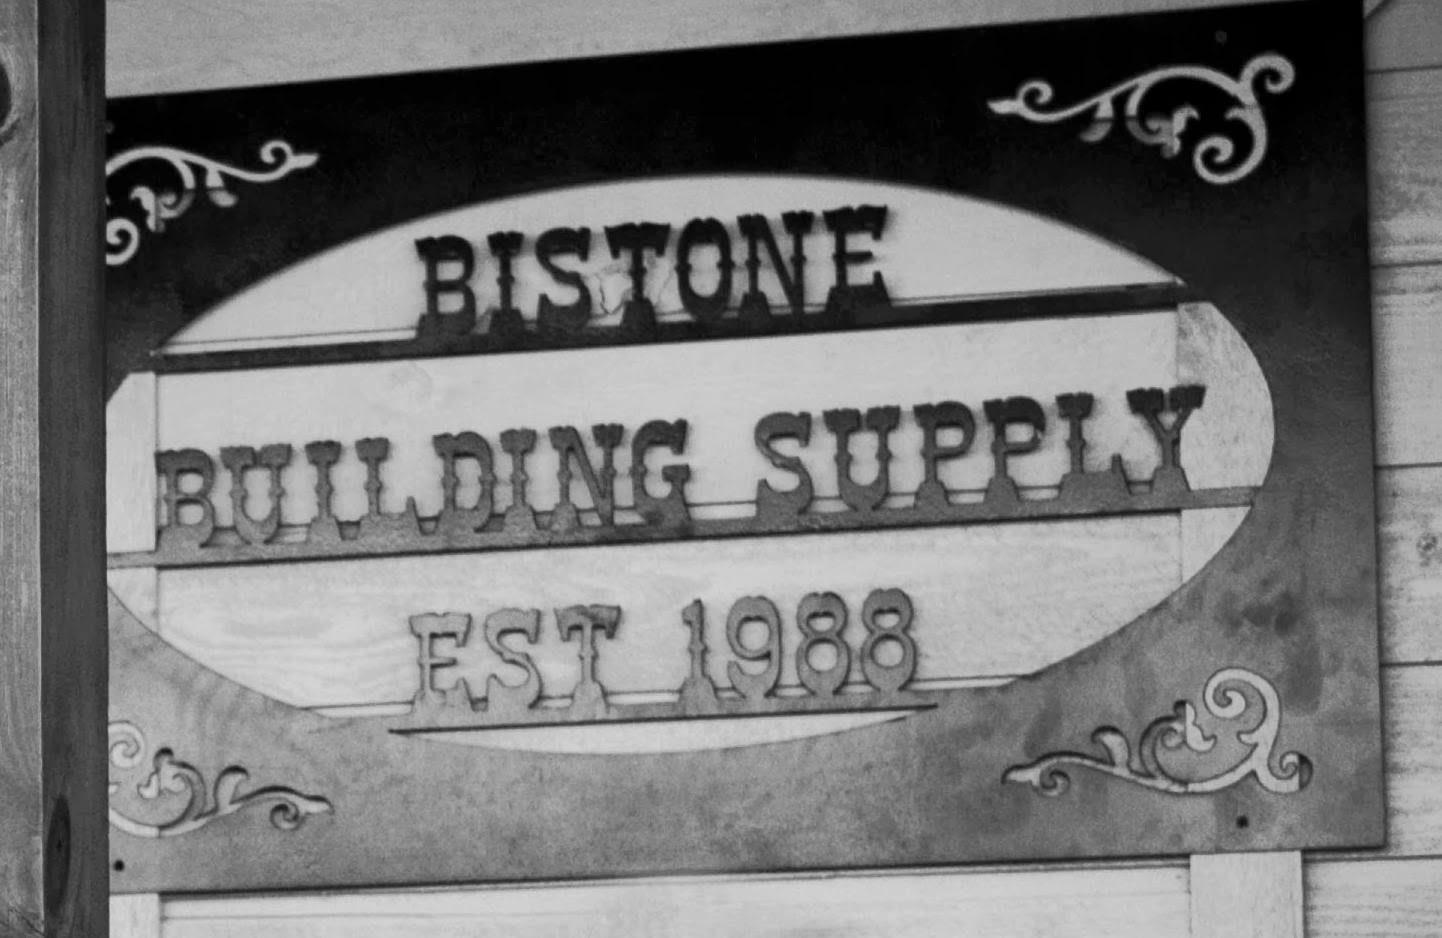 BISTONE
BUILDING SUPPLY
EST 1988